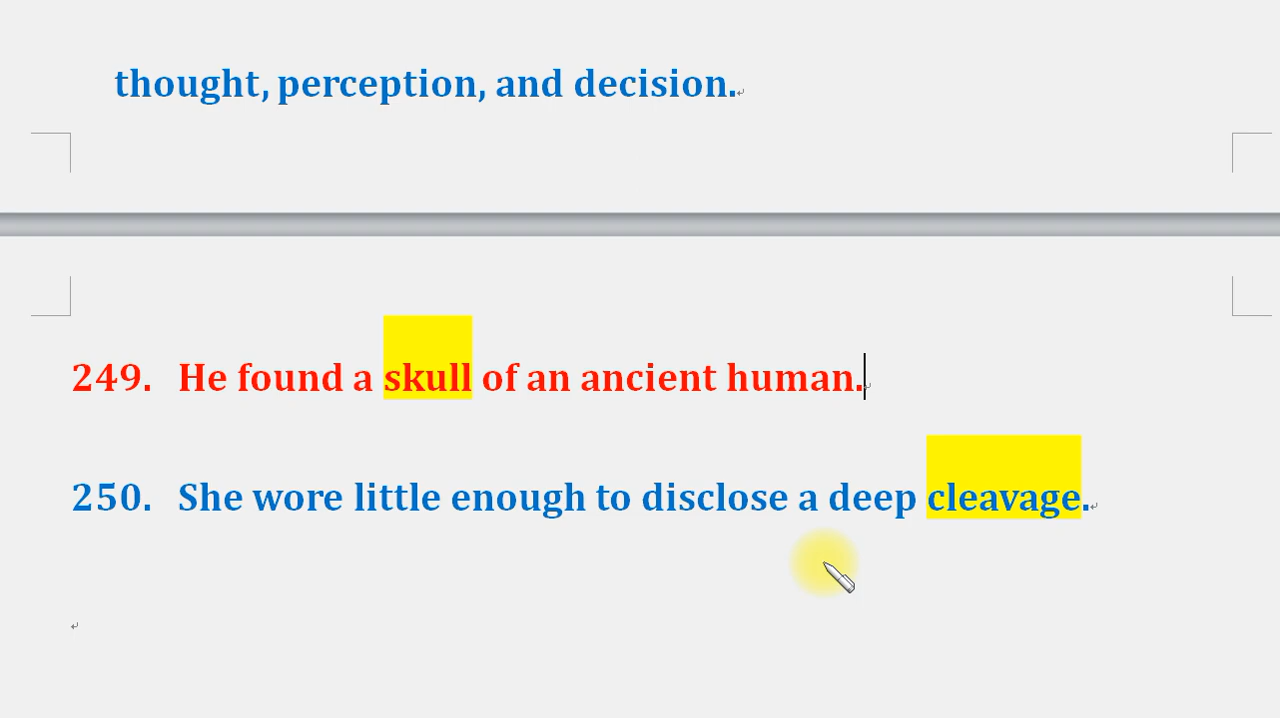 thought, perception, and decision.
249. He found a skull of an ancient human.
250. She wore little enough to disclose a deep cleavage.